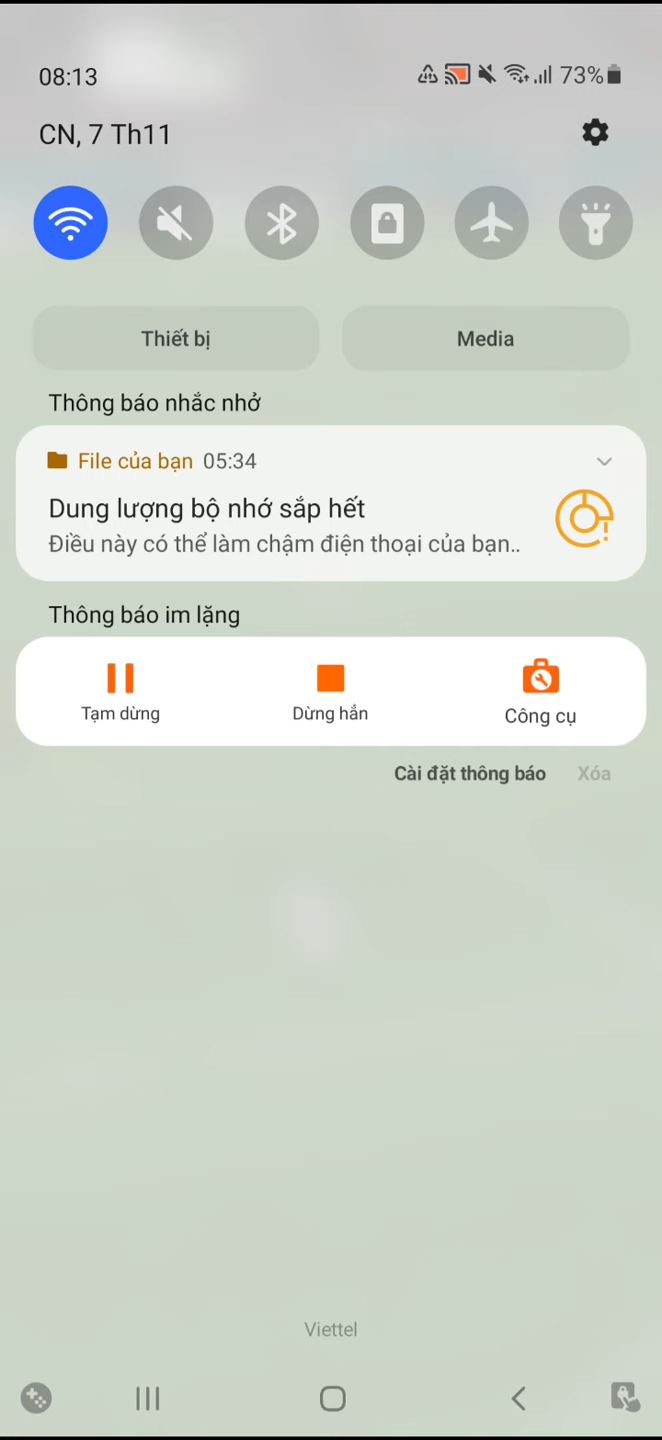 08:13
73%
CN, 7 Th11
Thiết bị
Media
Thông báo nhắc nhở
File của bạn 05:34
Dung lượng bộ nhớ sắp hết
Điều này có thể làm chậm điện thoại của bạn..
Thông báo im lặng
Tạm dừng
Dừng hẳn
Công cụ
Cài đặt thông báo
Xóa
Viettel